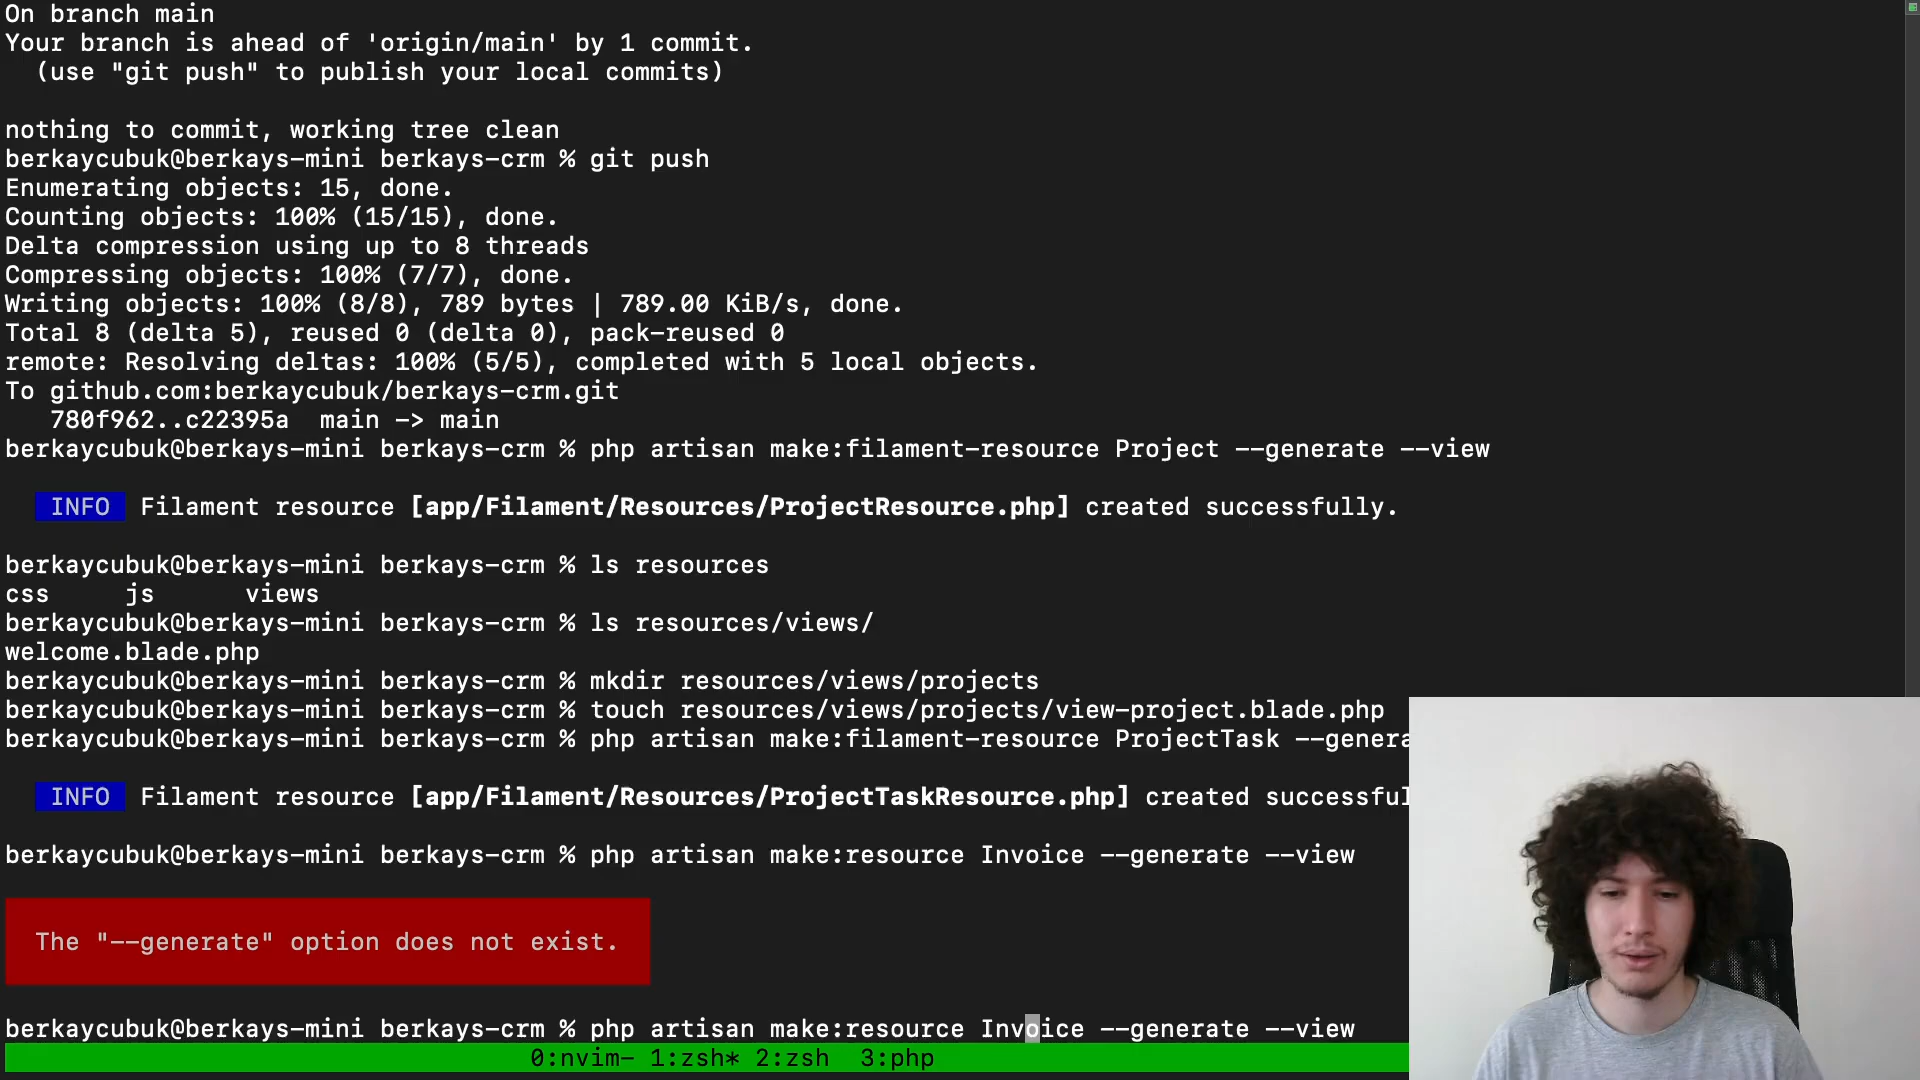 On branch main
Your branch is ahead of 'origin/main' by 1 commit.
(use "git push" to publish your local commits)
nothing to commit, working tree clean
berkaycubuk@berkays-mini berkays-crm % git push
Enumerating objects: 15, done.
Counting objects: 100% (15/15), done.
Delta compression using up to 8 threads
Compressing objects: 100% (7/7), done.
Writing objects: 100% (8/8), 789 bytes | 789.00 KiB/s, done.
Total 8 (delta 5), reused 0 (delta 0), pack-reused 0
remote: Resolving deltas: 100% (5/5), completed with 5 local objects.
To github.com:berkaycubuk/berkays-crm.git
780f962..c22395a  main -> main
berkaycubuk@berkays-mini berkays-crm % php artisan make:filament-resource Project --generate --view
INFO  Filament resource [app/Filament/Resources/ProjectResource.php] created successfully.
berkaycubuk@berkays-mini berkays-crm % ls resources
css     js      views
berkaycubuk@berkays-mini berkays-crm % ls resources/views/
welcome.blade.php
berkaycubuk@berkays-mini berkays-crm % mkdir resources/views/projects
berkaycubuk@berkays-mini berkays-crm % touch resources/views/projects/view-project.blade.php
berkaycubuk@berkays-mini berkays-crm % php artisan make:filament-resource ProjectTask --genera
INFO  Filament resource [app/Filament/Resources/ProjectTaskResource.php] created successful
berkaycubuk@berkays-mini berkays-crm % php artisan make:resource Invoice --generate --view
The "--generate" option does not exist.
berkaycubuk@berkays-mini berkays-crm % php artisan make:resource Invoice --generate --view
0:nvim- 1:zsh* 2:zsh  3:php